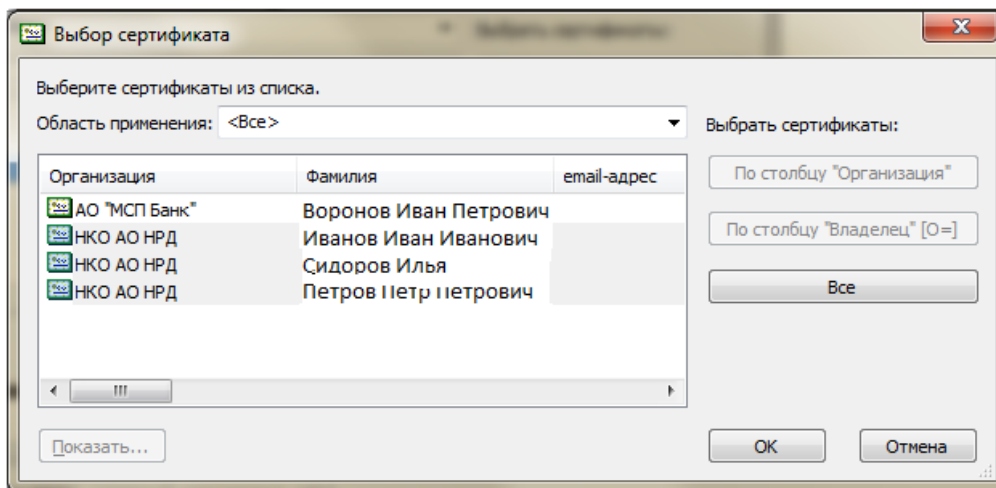 Выбор сертификата
Выберите сертификаты из списка.
Область применения: <Все>
Выбрать сертификаты:
Организация Фамилия email-адрес
АО "МСП Банк" Воронов Иван Петрович
НКО АО НРД Иванов Иван Иванович
НКО АО НРД Сидоров Илья
НКО АО НРД Петров Петр Петрович
По столбцу "Организация"
По столбцу "Владелец" [O=]
Все
Показать...
ОК
Отмена